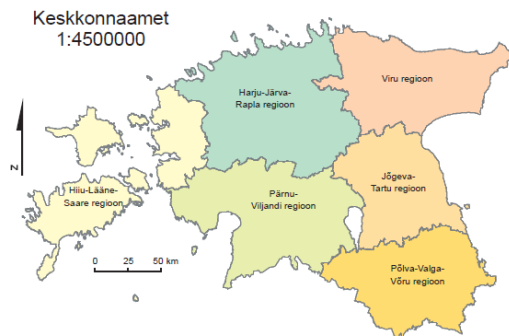 Keskkonnaamet
1:4500000
Harju-Järva-
Rapla regioon
Viru regioon
N
Hiiu-Lääne-
Saare regioon
Pärnu-
Viljandi regioon
Jõgeva-
Tartu regioon
0 25 50 km
Põlva-Valga-
Võru regioon